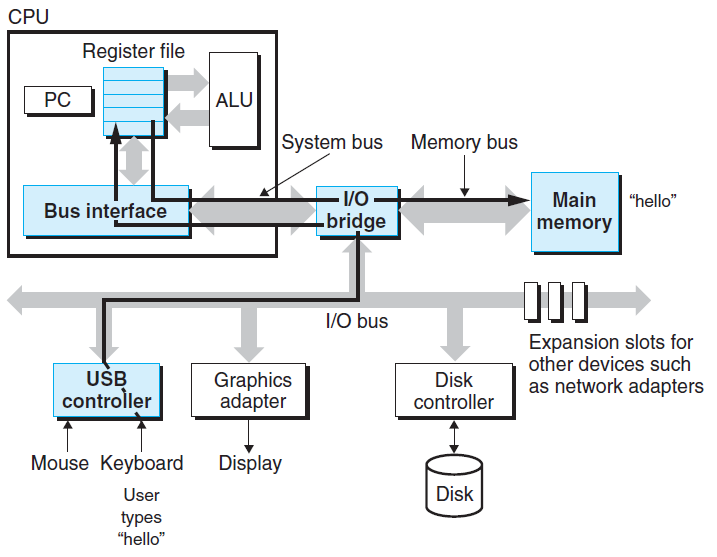 CPU
Register file
PC
ALU
System bus
Memory bus
Bus interface
I/O
bridge
Main
memory
“hello”
I/O bus
Expansion slots for
other devices such
as network adapters
USB
controller
Graphics
adapter
Disk
controller
Mouse
Keyboard
Display
Disk
User
types
“hello”